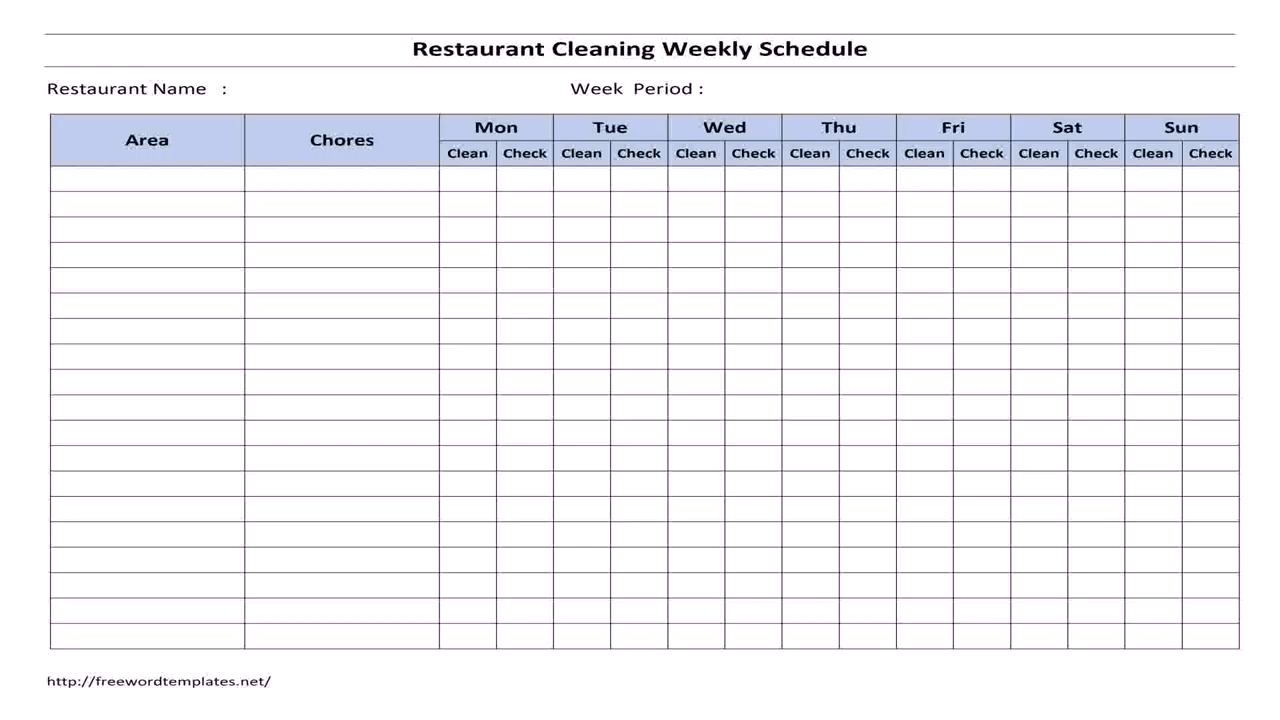 Restaurant Cleaning Weekly Schedule
Restaurant Name : Week Period :
Area Chores Mon Tue Wed Thu Fri Sat Sun
Clean Check Clean Check Clean Check Clean Check Clean Check Clean Check Clean Check
http://freewordtemplates.net/